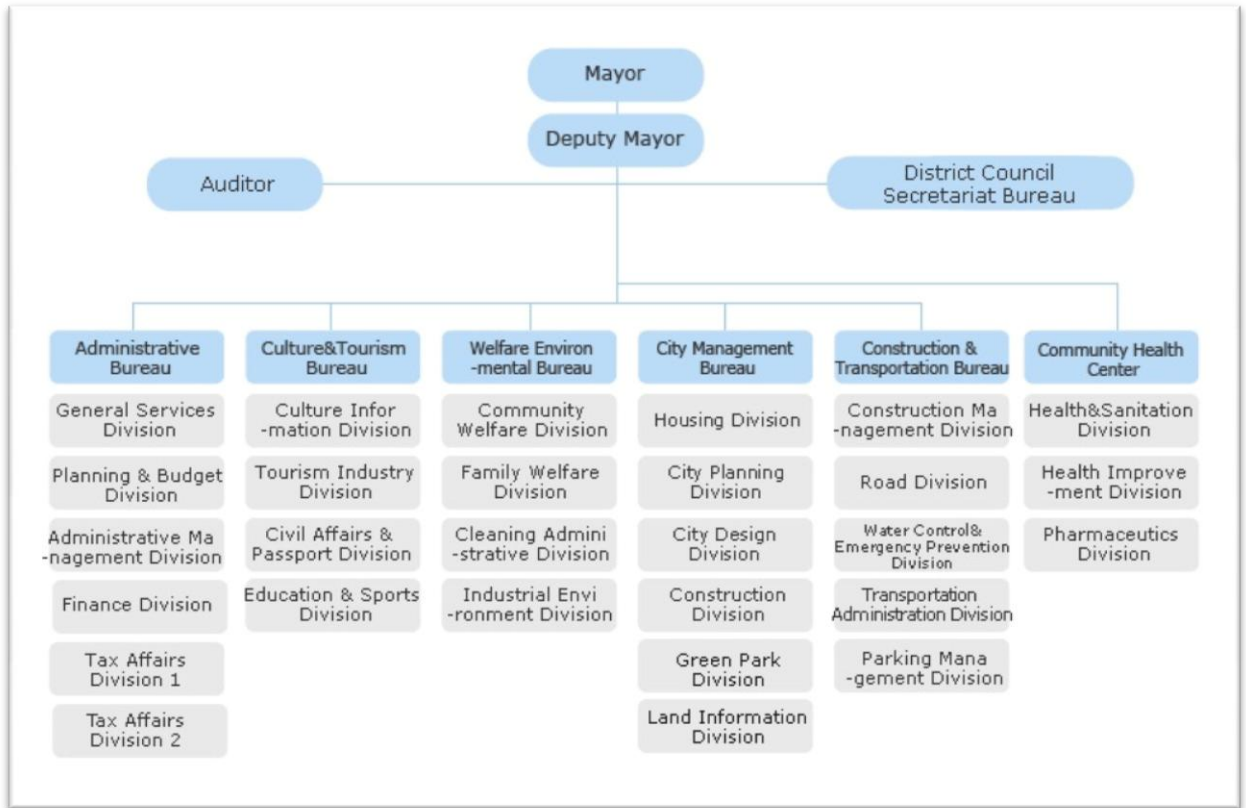 Mayor
Deputy Mayor
Auditor
District Council
Secretariat Bureau
Administrative
Bureau
General Services
Division
Planning & Budget
Division
Administrative Ma
-nagement Division
Finance Division
Tax Affairs
Division 1
Tax Affairs
Division 2
Culture&Tourism
Bureau
Culture Infor
-mation Division
Tourism Industry
Division
Civil Affairs &
Passport Division
Education & Sports
Division
Welfare Environ
-mental Bureau
Community
Welfare Division
Family Welfare
Division
Cleaning Admini
-strative Division
Industrial Envi
-ronment Division
City Management
Bureau
Housing Division
City Planning
Division
City Design
Division
Construction
Division
Green Park
Division
Land Information
Division
Construction &
Transportation Bureau
Construction Ma
-nagement Division
Road Division
Water Control&
Emergency Prevention
Division
Transportation
Administration Division
Parking Mana
-gement Division
Community Health
Center
Health&Sanitation
Division
Health Improve
-ment Division
Pharmaceutics
Division